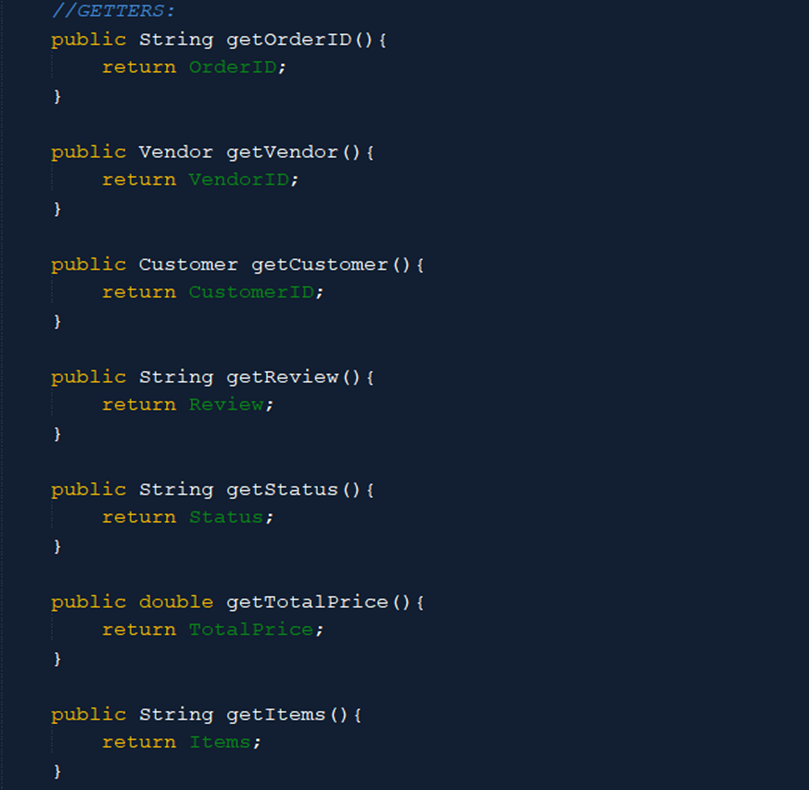 //GETTERS:
public String getOrderID(){
return OrderID;
}
public Vendor getVendor(){
return VendorID;
}
public Customer getCustomer(){
return CustomerID;
}
public String getReview(){
return Review;
}
public String getStatus(){
return Status;
}
public double getTotalPrice(){
return TotalPrice;
}
public String getItems(){
return Items;
}